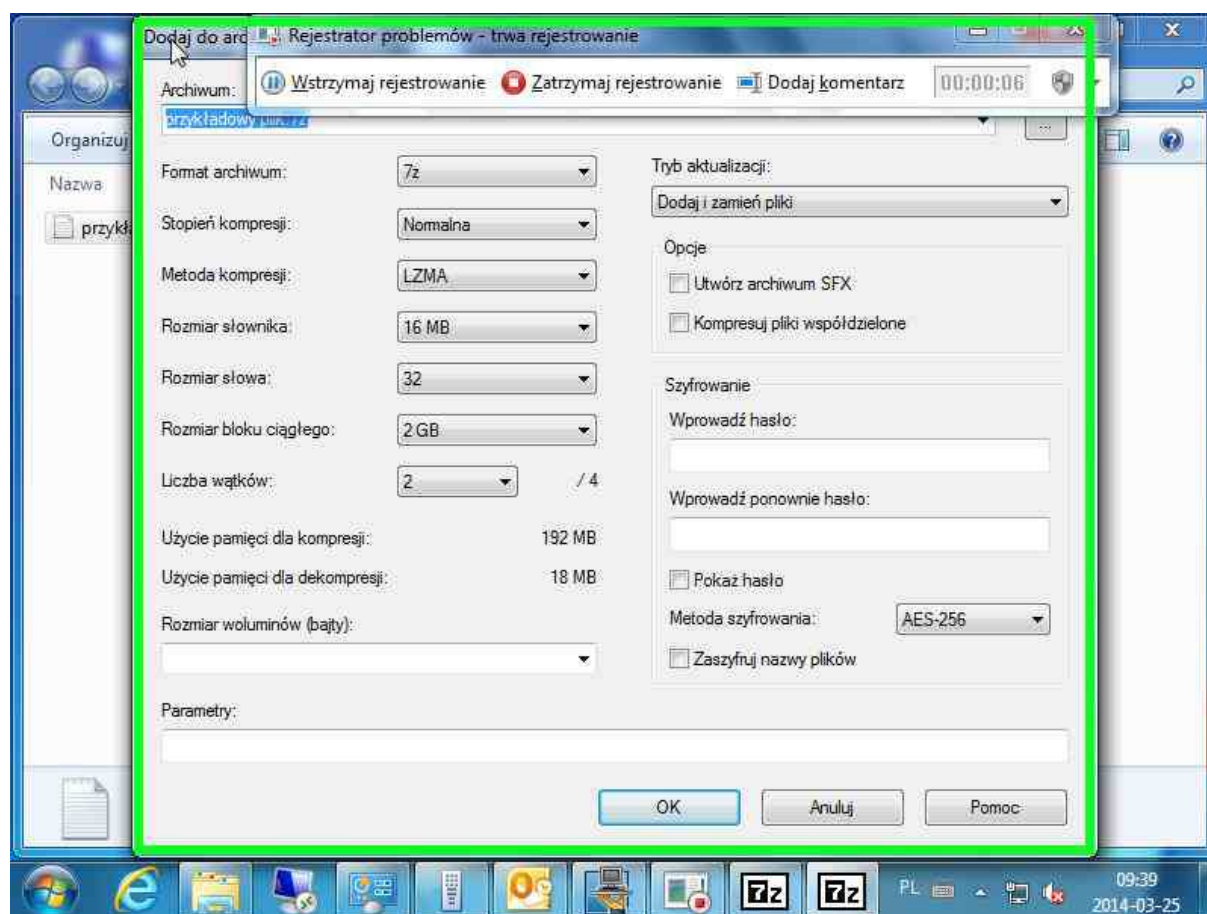 Dodaj do arc
Rejestrator problemów - trwa rejestrowanie
Wstrzymaj rejestrowanie
Zatrzymaj rejestrowanie
Dodaj komentarz
00:00:06
Archiwum:
przykładowy plik.7z
...
Organizuj
Nazwa
przykła
Format archiwum:
7z
Stopień kompresji:
Normalna
Metoda kompresji:
LZMA
Rozmiar słownika:
16 MB
Rozmiar słowa:
32
Rozmiar bloku ciągłego:
2 GB
Liczba wątków:
2
/ 4
Użycie pamięci dla kompresji:
192 MB
Użycie pamięci dla dekompresji:
18 MB
Rozmiar woluminów (bajty):
Parametry:
Tryb aktualizacji:
Dodaj i zamień pliki
Opcje
Utwórz archiwum SFX
Kompresuj pliki współdzielone
Szyfrowanie
Wprowadź hasło:
Wprowadź ponownie hasło:
Pokaż hasło
Metoda szyfrowania:
AES-256
Zaszyfruj nazwy plików
OK
Anuluj
Pomoc
7z
7z
PL
09:39
2014-03-25